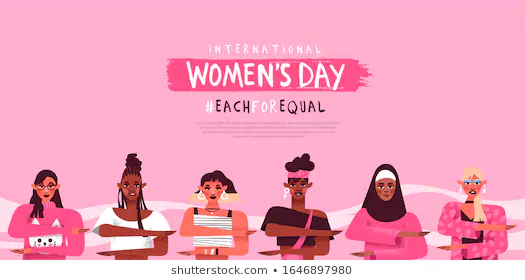 INTERNATIONAL
WOMEN'S DAY
#EACHFOREQUAL
shutterstock.com • 1646897980